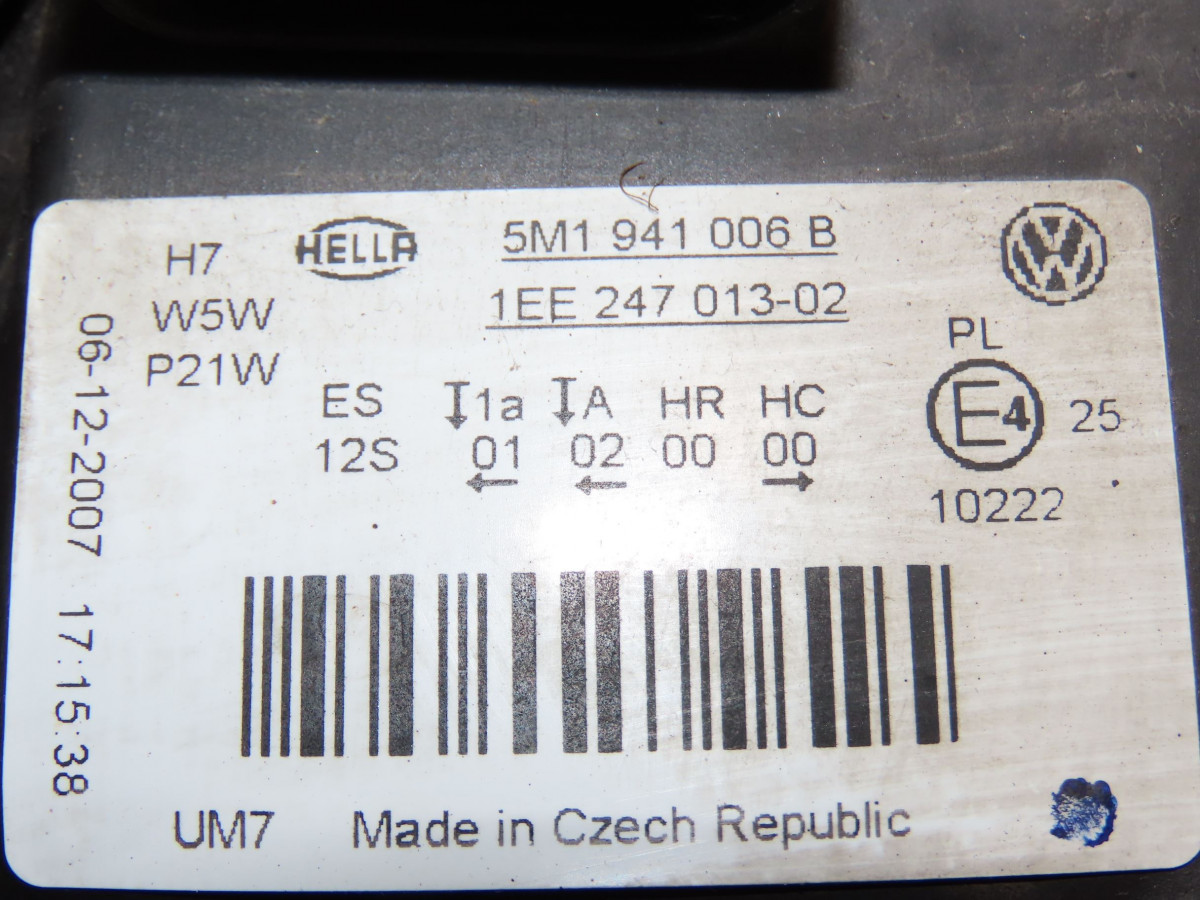 HELLA
5M1 941 006 B
1EE 247 013-02
H7
W5W
P21W
06-12-2007 17:15:38
ES 1a A HR HC
12S 01 02 00 00
← ← →
PL
E4 25
10222
UM7 Made in Czech Republic